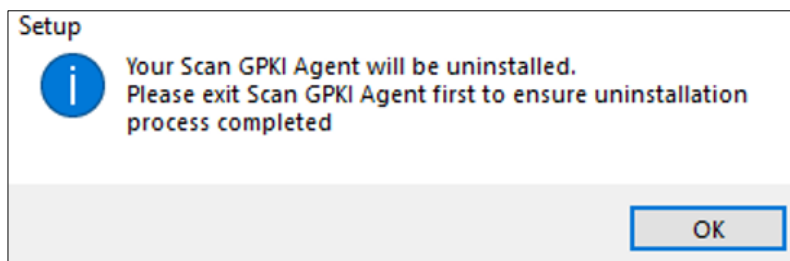 Setup
Your Scan GPKI Agent will be uninstalled.
Please exit Scan GPKI Agent first to ensure uninstallation
process completed
OK